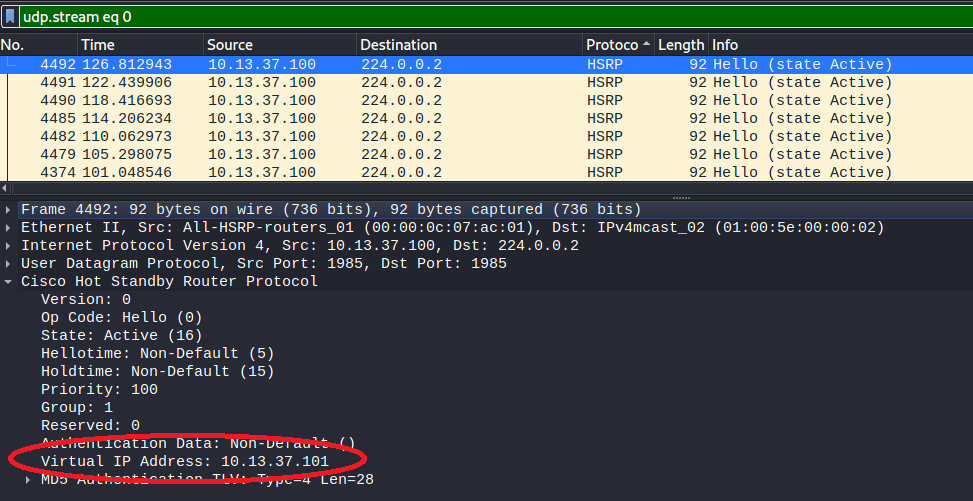 udp.stream eq 0
No. Time Source Destination Protoco Length Info
4492 126.812943 10.13.37.100 224.0.0.2 HSRP 92 Hello (state Active)
4491 122.439906 10.13.37.100 224.0.0.2 HSRP 92 Hello (state Active)
4490 118.416693 10.13.37.100 224.0.0.2 HSRP 92 Hello (state Active)
4485 114.206234 10.13.37.100 224.0.0.2 HSRP 92 Hello (state Active)
4482 110.062973 10.13.37.100 224.0.0.2 HSRP 92 Hello (state Active)
4479 105.298075 10.13.37.100 224.0.0.2 HSRP 92 Hello (state Active)
4374 101.048546 10.13.37.100 224.0.0.2 HSRP 92 Hello (state Active)
Frame 4492: 92 bytes on wire (736 bits), 92 bytes captured (736 bits)
Ethernet II, Src: All-HSRP-routers_01 (00:00:0c:07:ac:01), Dst: IPv4mcast_02 (01:00:5e:00:00:02)
Internet Protocol Version 4, Src: 10.13.37.100, Dst: 224.0.0.2
User Datagram Protocol, Src Port: 1985, Dst Port: 1985
Cisco Hot Standby Router Protocol
Version: 0
Op Code: Hello (0)
State: Active (16)
Hellotime: Non-Default (5)
Holdtime: Non-Default (15)
Priority: 100
Group: 1
Reserved: 0
Authentication Data: Non-Default ()
Virtual IP Address: 10.13.37.101
MD5 Authentication TLV: Type=4 Len=28